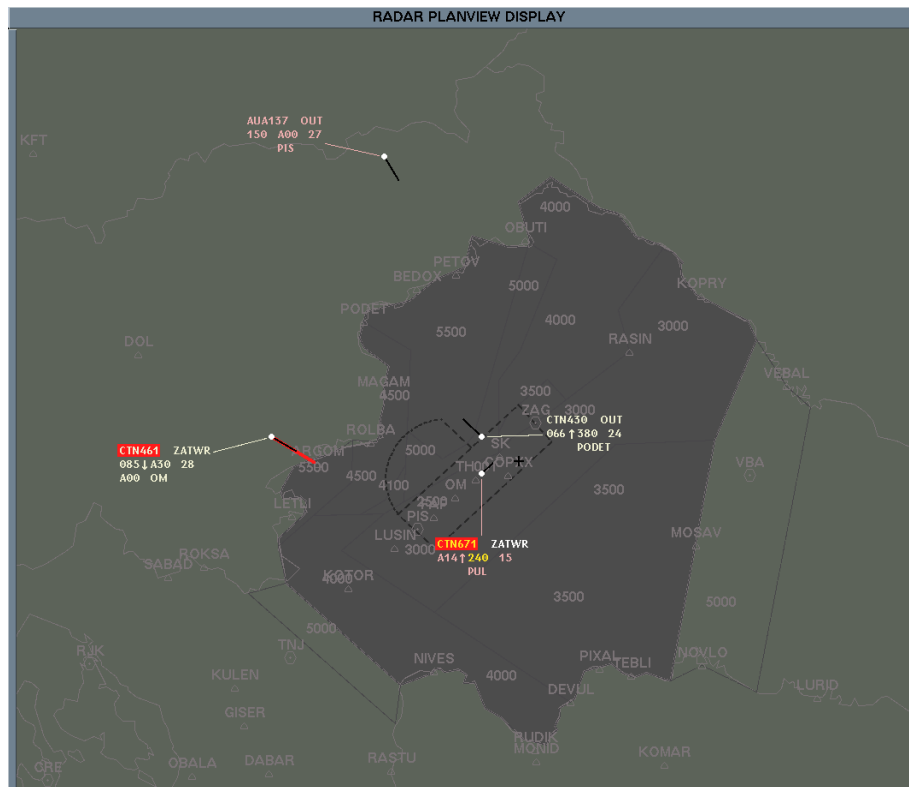 RADAR PLANVIEW DISPLAY
AUA137 OUT
150 A00 27
PIS
KFT
4000
OBUTI
PETOV
BEDOX
5000
KOPRY
PODET
4000
3000
5500
RASIN
DOL
VEBAL
MAGAM
4500
3500
ZAG
3000
CTN430 OUT
066↑380 24
PODET
ROLBA
CTN461 ZATWR
085↓A30 28
A00 OM
ARGOM
5500
5000
SK
4500
4100
OM
VBA
3500
LETLI
2500
PIS
LUSIN
3000
MOSAV
CTN671 ZATWR
A14↑240 15
PUL
ROKSA
SABAD
KOTOR
4000
3500
5000
5000
TNJ
RJK
NIVES
PIXAL
TEBLI
NOVLO
KULEN
4000
DEVUL
LURID
GISER
RUDIK
MONID
KOMAR
OBALA
DABAR
RASTU
CRE